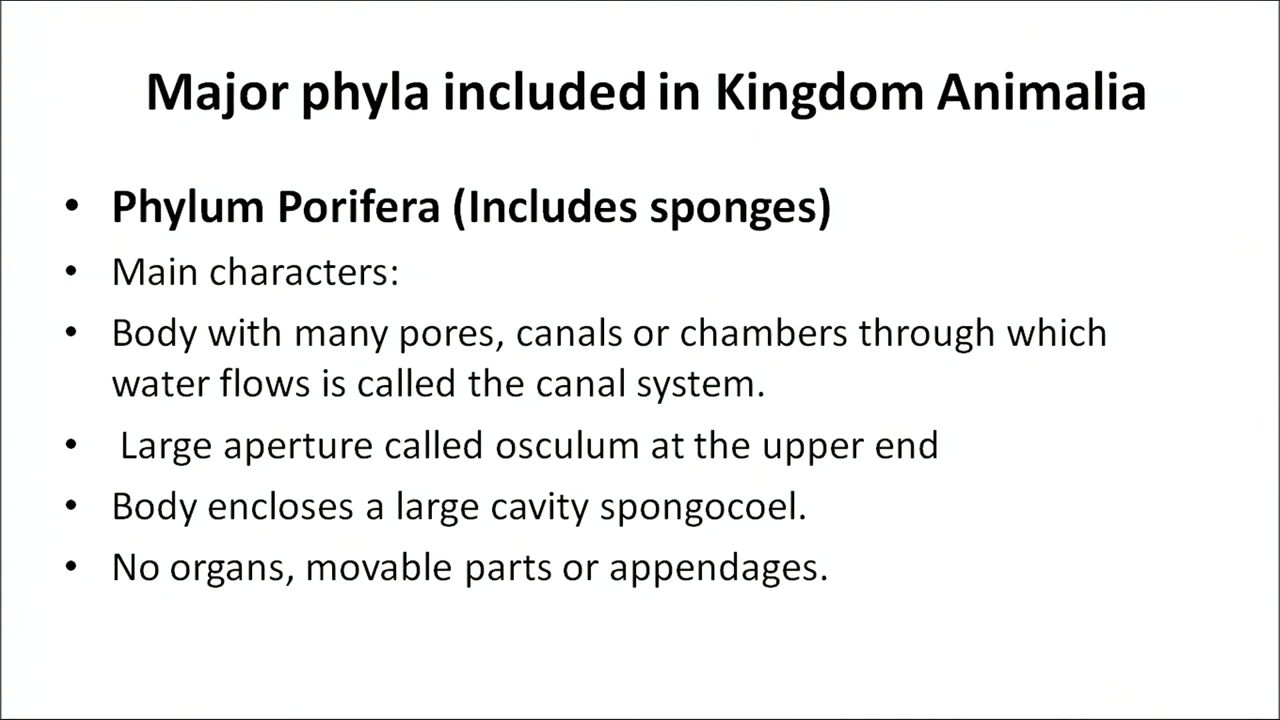 Major phyla included in Kingdom Animalia
• Phylum Porifera (Includes sponges)
• Main characters:
• Body with many pores, canals or chambers through which
water flows is called the canal system.
• Large aperture called osculum at the upper end
• Body encloses a large cavity spongocoel.
• No organs, movable parts or appendages.